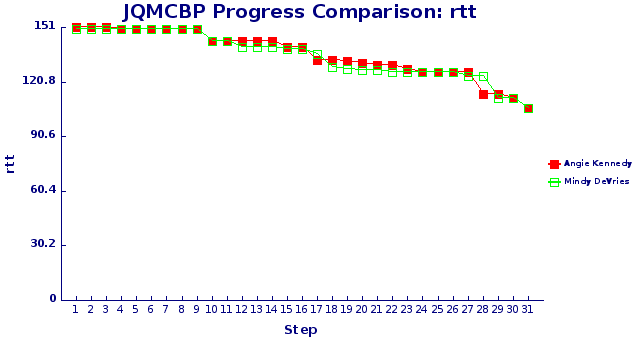 JQMCBP Progress Comparison: rtt
151
120.8
90.6
60.4
30.2
0
rtt
1 2 3 4 5 6 7 8 9 10 11 12 13 14 15 16 17 18 19 20 21 22 23 24 25 26 27 28 29 30 31
Step
Angie Kennedy
Mindy DeVries